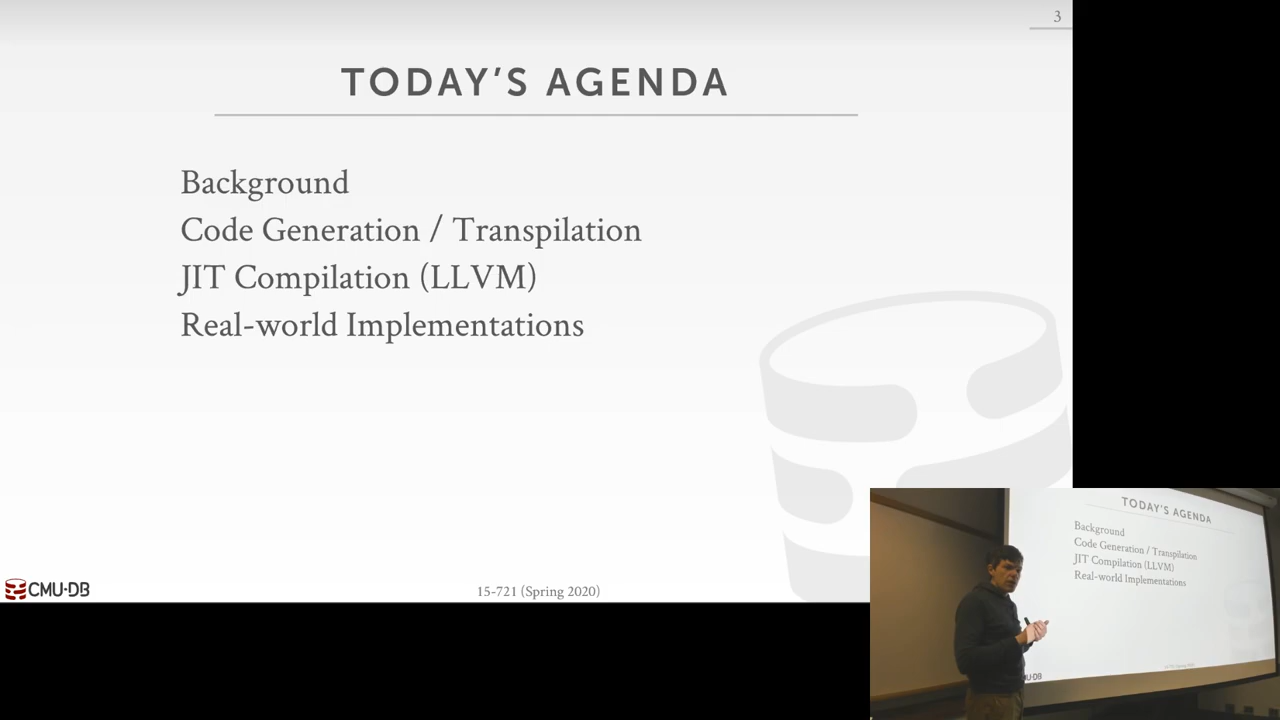 3
TODAY'S AGENDA
Background
Code Generation / Transpilation
JIT Compilation (LLVM)
Real-world Implementations
CMU·DB
15-721 (Spring 2020)
TODAY'S AGENDA
Background
Code Generation / Transpilation
JIT Compilation (LLVM)
Real-world Implementations